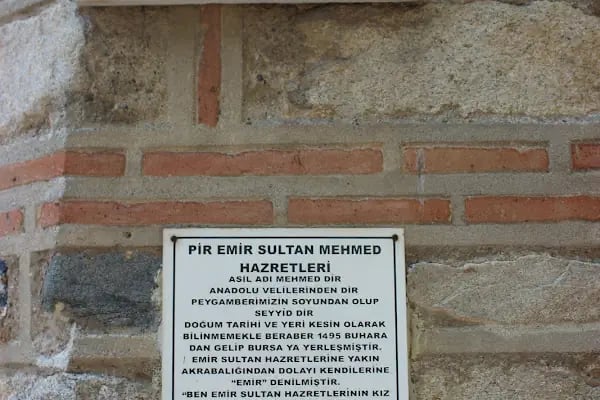 PİR EMİR SULTAN MEHMED
HAZRETLERİ
ASIL ADI MEHMED DİR
ANADOLU VELİLERİNDEN DİR
PEYGAMBERİMİZİN SOYUNDAN OLUP
SEYYİD DİR
DOĞUM TARİHİ VE YERİ KESİN OLARAK
BİLİNMEMEKLE BERABER 1495 BUHARA
DAN GELİP BURSA YA YERLEŞMİŞTİR.
EMİR SULTAN HAZRETLERİNE YAKIN
AKRABALIĞINDAN DOLAYI KENDİLERİNE
“EMİR” DENİLMİŞTİR.
“BEN EMİR SULTAN HAZRETLERİNİN KIZ